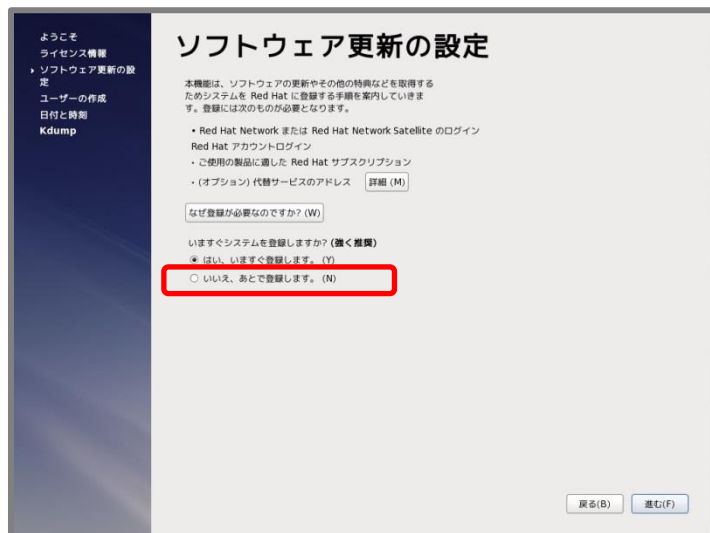 ようこそ
ライセンス情報
ソフトウェア更新の設
定
ユーザーの作成
日付と時刻
Kdump
ソフトウェア更新の設定
本機能は、ソフトウェアの更新やその他の特典などを取得する
ためシステムを Red Hat に登録する手順を案内していきま
す。登録には次のものが必要となります。
• Red Hat Network または Red Hat Network Satellite のログイン
Red Hat アカウントログイン
・ご使用の製品に適した Red Hat サブスクリプション
・(オプション) 代替サービスのアドレス 詳細 (M)
なぜ登録が必要なのですか? (W)
いますぐシステムを登録しますか? (強く推奨)
はい、いますぐ登録します。 (Y)
いいえ、あとで登録します。 (N)
戻る(B) 進む(F)